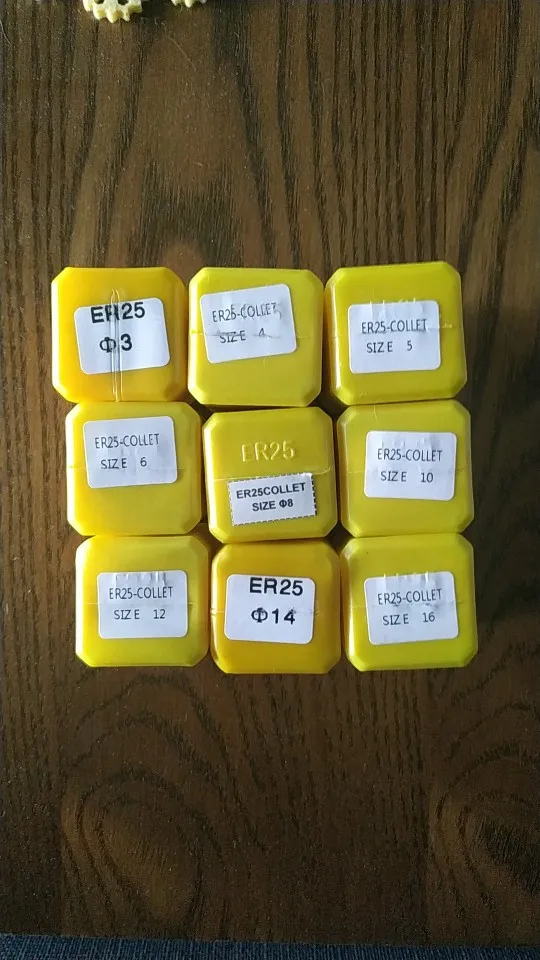 ER25
Φ3
ER25-COLLET
SIZE 4
ER25-COLLET
SIZE 5
ER25-COLLET
SIZE 6
ER25
ER25COLLET
SIZE Φ8
ER25-COLLET
SIZE 10
ER25-COLLET
SIZE 12
ER25
Φ14
ER25-COLLET
SIZE 16